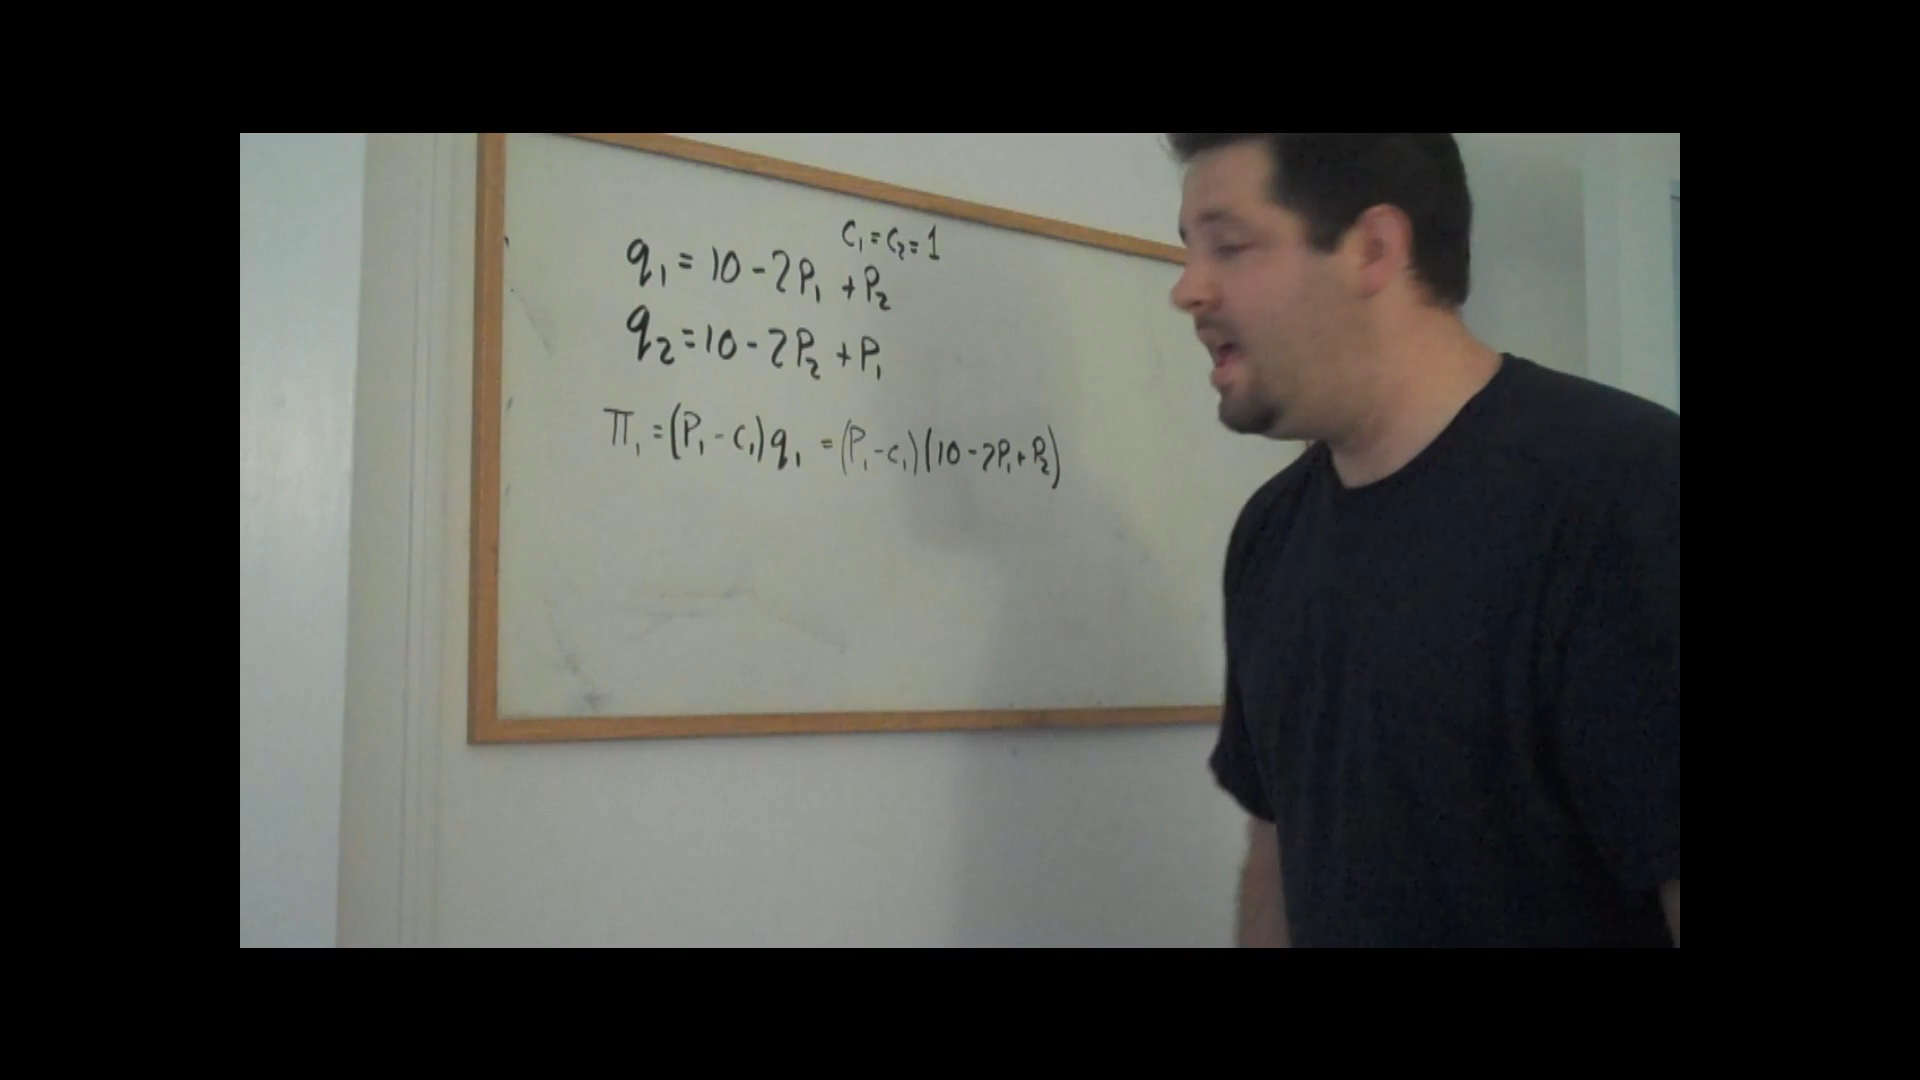 c₁ = c₂ = 1
q₁ = 10 - 2P₁ + P₂
q₂ = 10 - 2P₂ + P₁
π₁ = (P₁ - c₁) q₁ = (P₁ - c₁)(10 - 2P₁ + P₂)